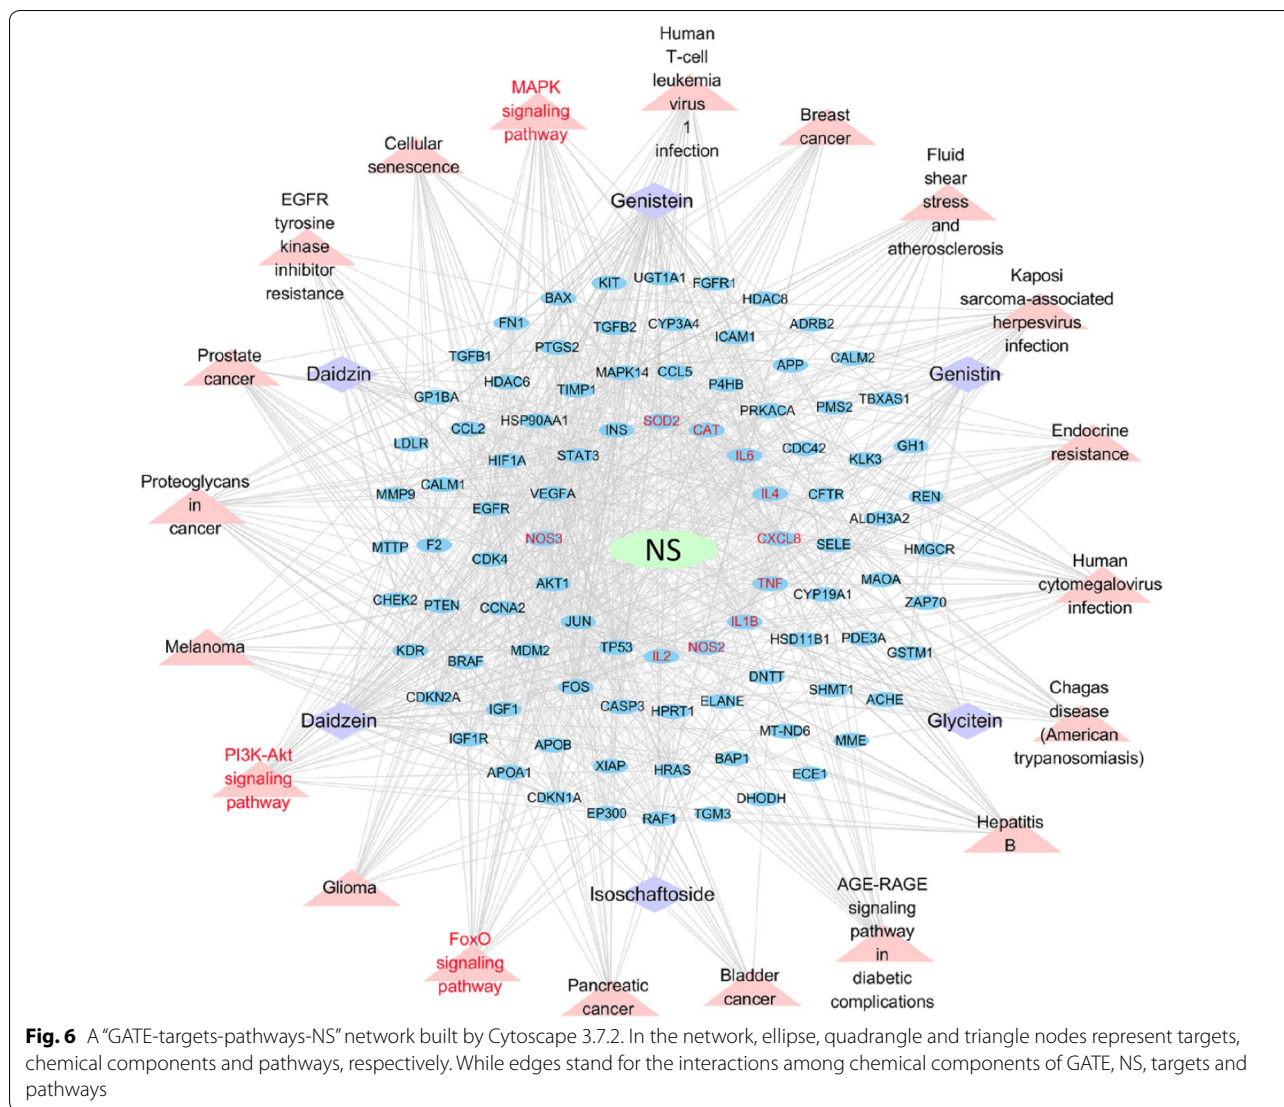 Human
T-cell
leukemia
virus
1
infection
MAPK
signaling
pathway
Breast
cancer
Cellular
senescence
Fluid
shear
stress
and
atherosclerosis
EGFR
tyrosine
kinase
inhibitor
resistance
Genistein
Kaposi
sarcoma-associated
herpesvirus
infection
KIT
UGT1A1
FGFR1
BAX
HDAC8
FN1
TGFB2
CYP3A4
ICAM1
ADRB2
Prostate
cancer
Daidzin
TGFB1
PTGS2
APP
CALM2
Genistin
HDAC6
TIMP1
MAPK14
CCL5
P4HB
GP1BA
PRKACA
PMS2
TBXAS1
LDLR
CCL2
HSP90AA1
INS
SOD2
CAT
CDC42
KLK3
GH1
Endocrine
resistance
HIF1A
STAT3
IL6
Proteoglycans
in
cancer
MMP9
CALM1
EGFR
VEGFA
IL4
CFTR
ALDH3A2
REN
MTTP
F2
CDK4
NOS3
NS
CXCL8
SELE
HMGCR
Human
cytomegalovirus
infection
CHEK2
PTEN
CCNA2
AKT1
TNF
CYP19A1
MAOA
ZAP70
JUN
IL1B
Melanoma
KDR
BRAF
MDM2
TP53
IL2
NOS2
HSD11B1
PDE3A
GSTM1
CDKN2A
IGF1
FOS
CASP3
HPRT1
ELANE
DNTT
SHMT1
ACHE
Chagas
disease
(American
trypanosomiasis)
Daidzein
IGF1R
APOB
MT-ND6
MME
Glycitein
PI3K-Akt
signaling
pathway
APOA1
XIAP
HRAS
BAP1
ECE1
CDKN1A
EP300
RAF1
TGM3
DHODH
Hepatitis
B
Glioma
Isoschaftoside
AGE-RAGE
signaling
pathway
in
diabetic
complications
FoxO
signaling
pathway
Pancreatic
cancer
Bladder
cancer
Fig. 6 A “GATE-targets-pathways-NS” network built by Cytoscape 3.7.2. In the network, ellipse, quadrangle and triangle nodes represent targets,
chemical components and pathways, respectively. While edges stand for the interactions among chemical components of GATE, NS, targets and
pathways